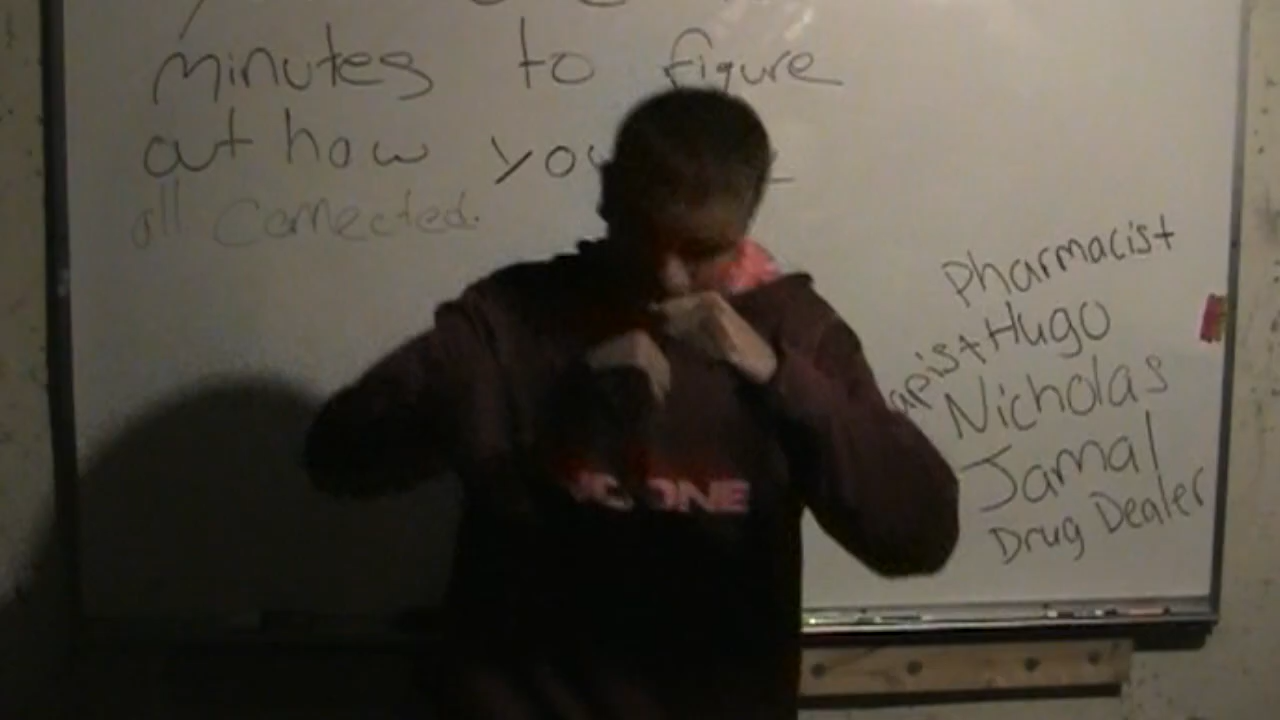 minutes to figure
out how you
all connected.
Pharmacist
Hugo
Nicholas
Jamal
Drug Dealer
ONE